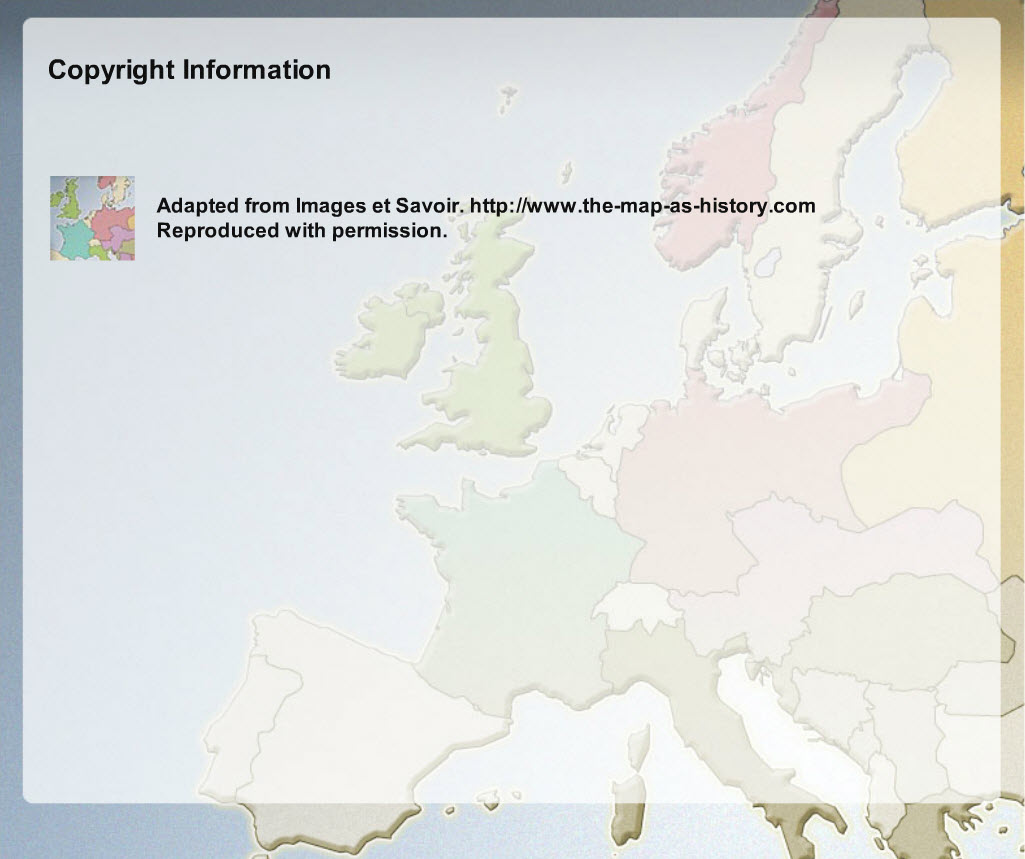 Copyright Information
Adapted from Images et Savoir. http://www.the-map-as-history.com
Reproduced with permission.